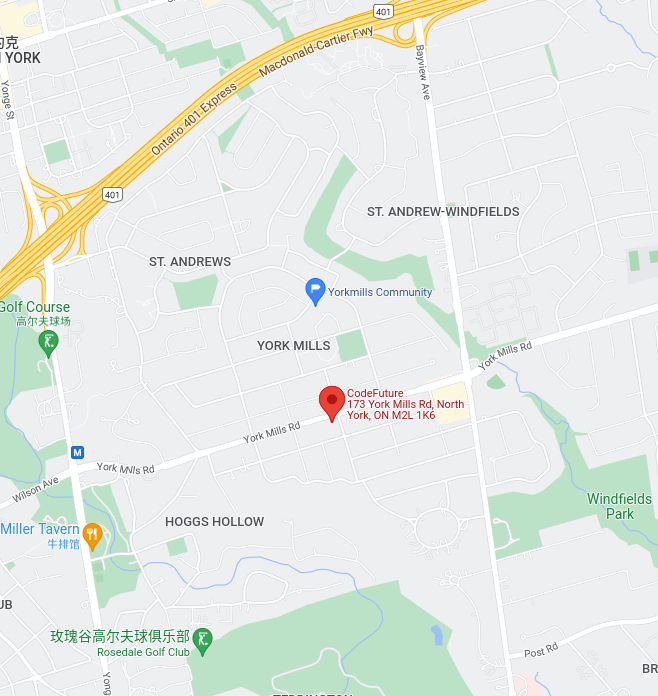 401
约克
YORK
Yonge St
Macdonald-Cartier Fwy
Ontario 401 Express
Bayview Ave
401
ST. ANDREW-WINDFIELDS
ST. ANDREWS
Yorkmills Community
Golf Course
高尔夫球场
YORK MILLS
York Mills Rd
CodeFuture
173 York Mills Rd, North
York, ON M2L 1K6
York Mills Rd
M
York Mills Rd
Wilson Ave
Windfields
Park
HOGGS HOLLOW
Miller Tavern
牛排馆
UB
玫瑰谷高尔夫球俱乐部
Rosedale Golf Club
Post Rd
BR
Yong